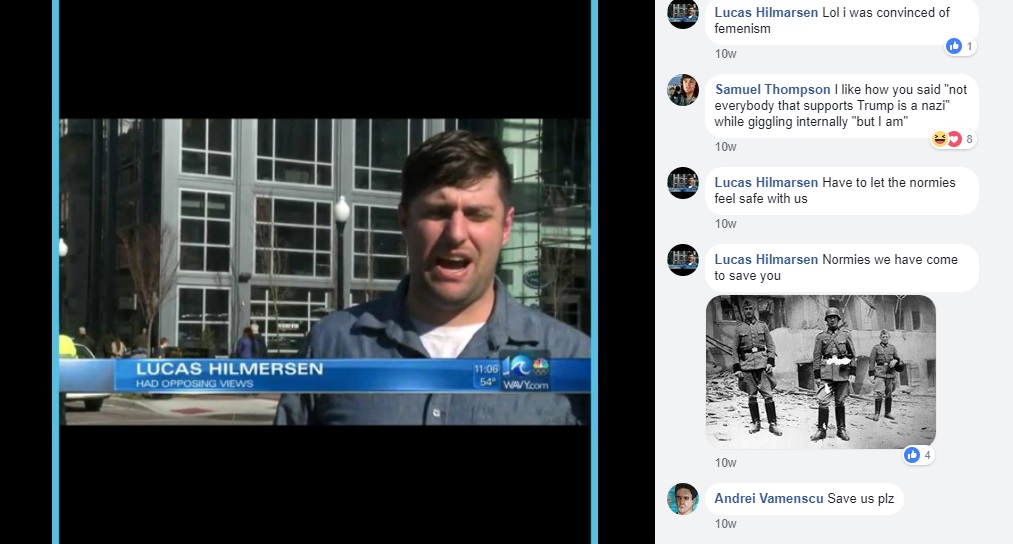 LUCAS HILMERSEN
HAD OPPOSING VIEWS
11:06
54°
WAVY.com
Lucas Hilmarsen Lol i was convinced of
femenism
1
10w
Samuel Thompson I like how you said "not
everybody that supports Trump is a nazi"
while giggling internally "but I am"
8
10w
Lucas Hilmarsen Have to let the normies
feel safe with us
10w
Lucas Hilmarsen Normies we have come
to save you
4
10w
Andrei Vamenscu Save us plz
10w